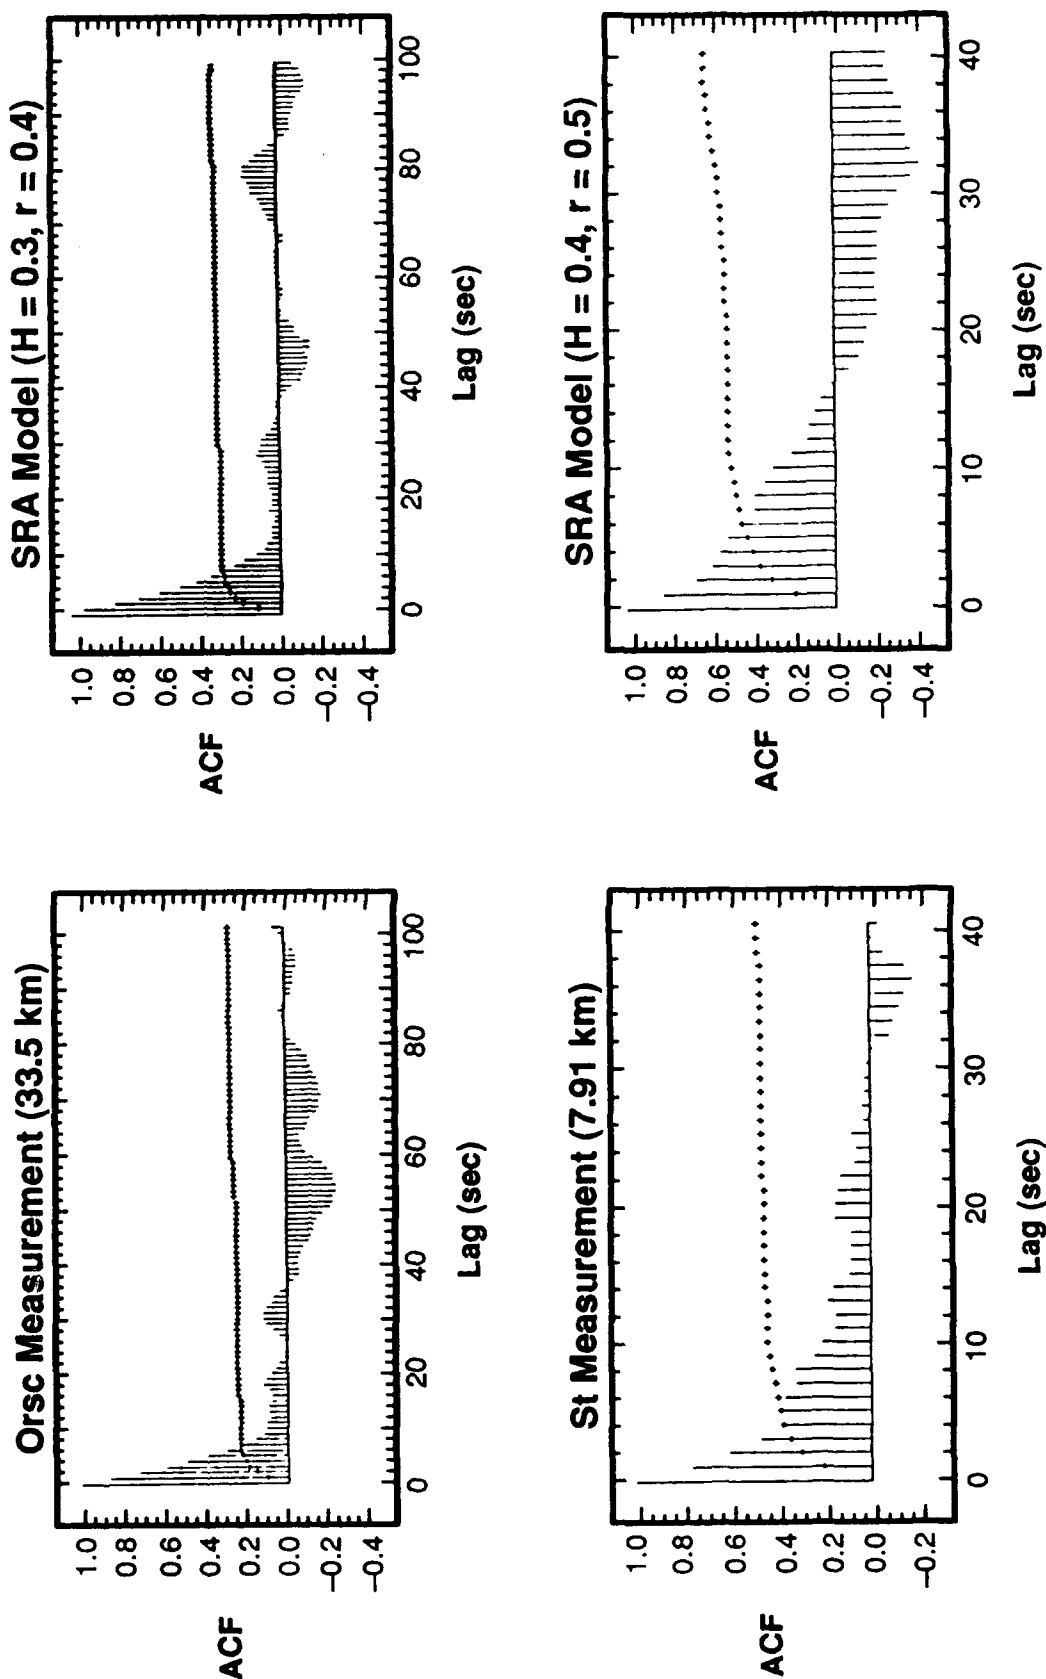 Orsc Measurement (33.5 km)
ACF
1.0
0.8
0.6
0.4
0.2
0.0
−0.2
−0.4
0 20 40 60 80 100
Lag (sec)
SRA Model (H = 0.3, r = 0.4)
ACF
1.0
0.8
0.6
0.4
0.2
0.0
−0.2
−0.4
0 20 40 60 80 100
Lag (sec)
St Measurement (7.91 km)
ACF
1.0
0.8
0.6
0.4
0.2
0.0
−0.2
0 10 20 30 40
Lag (sec)
SRA Model (H = 0.4, r = 0.5)
ACF
1.0
0.8
0.6
0.4
0.2
0.0
−0.2
−0.4
0 10 20 30 40
Lag (sec)